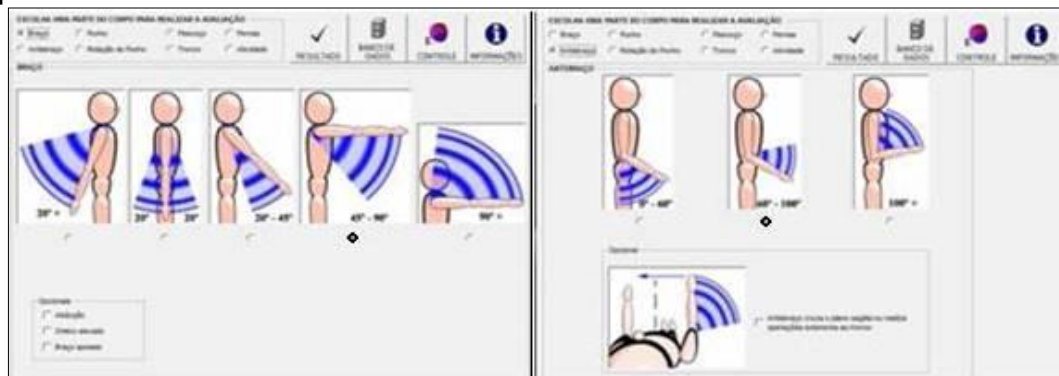 ESCOLHA UMA PARTE DO CORPO PARA REALIZAR A AVALIAÇÃO
Braço Punho Pescoço Pernas
Antebraço Rotação do Punho Tronco Atividade
RESULTADO BANCO DE DADOS CONTROLE INFORMAÇÕES
BRAÇO
20° + 20° 20° 20° - 45° 45° - 90° 90° +
Opcionais
Abdução
Ombro elevado
Braço apoiado
ESCOLHA UMA PARTE DO CORPO PARA REALIZAR A AVALIAÇÃO
Braço Punho Pescoço Pernas
Antebraço Rotação do Punho Tronco Atividade
RESULTADO BANCO DE DADOS CONTROLE INFORMAÇÕES
ANTEBRAÇO
0° - 60° 60° - 100° 100° +
Opcional
Antebraço cruza o plano sagital ou realiza
operações exteriores ao tronco